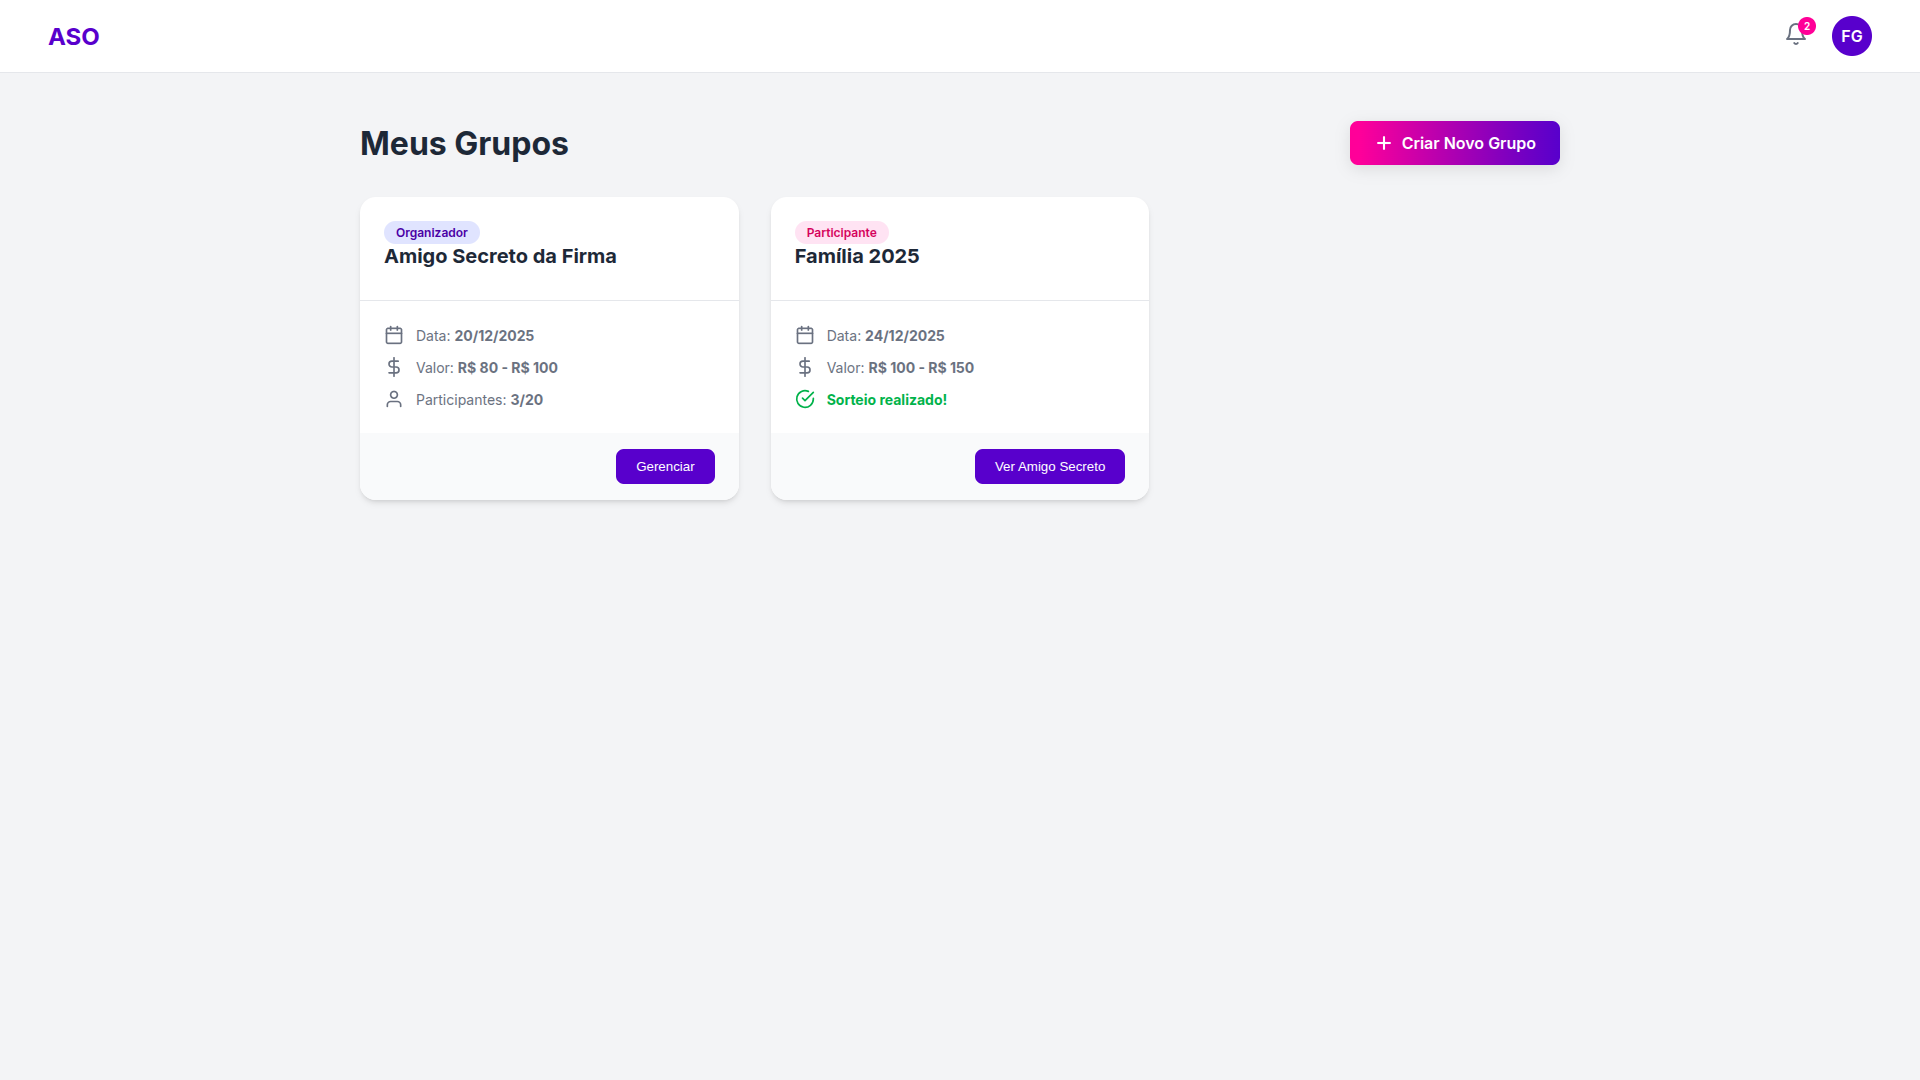 ASO
2
FG
Meus Grupos
Criar Novo Grupo
Organizador
Amigo Secreto da Firma
Data: 20/12/2025
Valor: R$ 80 - R$ 100
Participantes: 3/20
Gerenciar
Participante
Família 2025
Data: 24/12/2025
Valor: R$ 100 - R$ 150
Sorteio realizado!
Ver Amigo Secreto